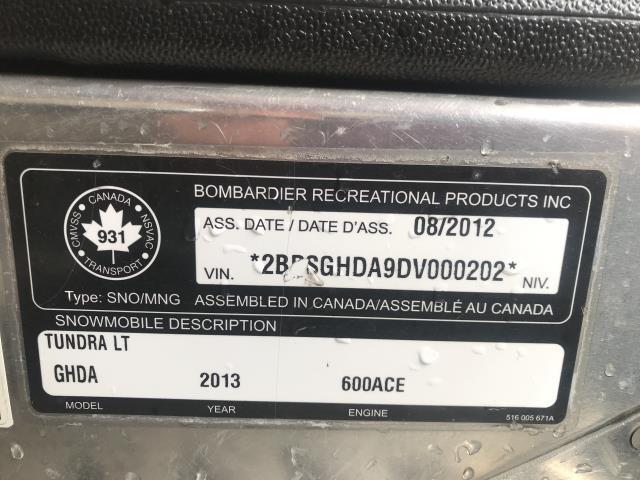 BOMBARDIER RECREATIONAL PRODUCTS INC
CANADA
CMVSS
NSVAC
931
TRANSPORT
ASS. DATE / DATE D'ASS. 08/2012
VIN. *2BPSGHDA9DV000202* NIV.
Type: SNO/MNG ASSEMBLED IN CANADA/ASSEMBLÉ AU CANADA
SNOWMOBILE DESCRIPTION
TUNDRA LT
GHDA 2013 600ACE
MODEL YEAR ENGINE 516 005 671A